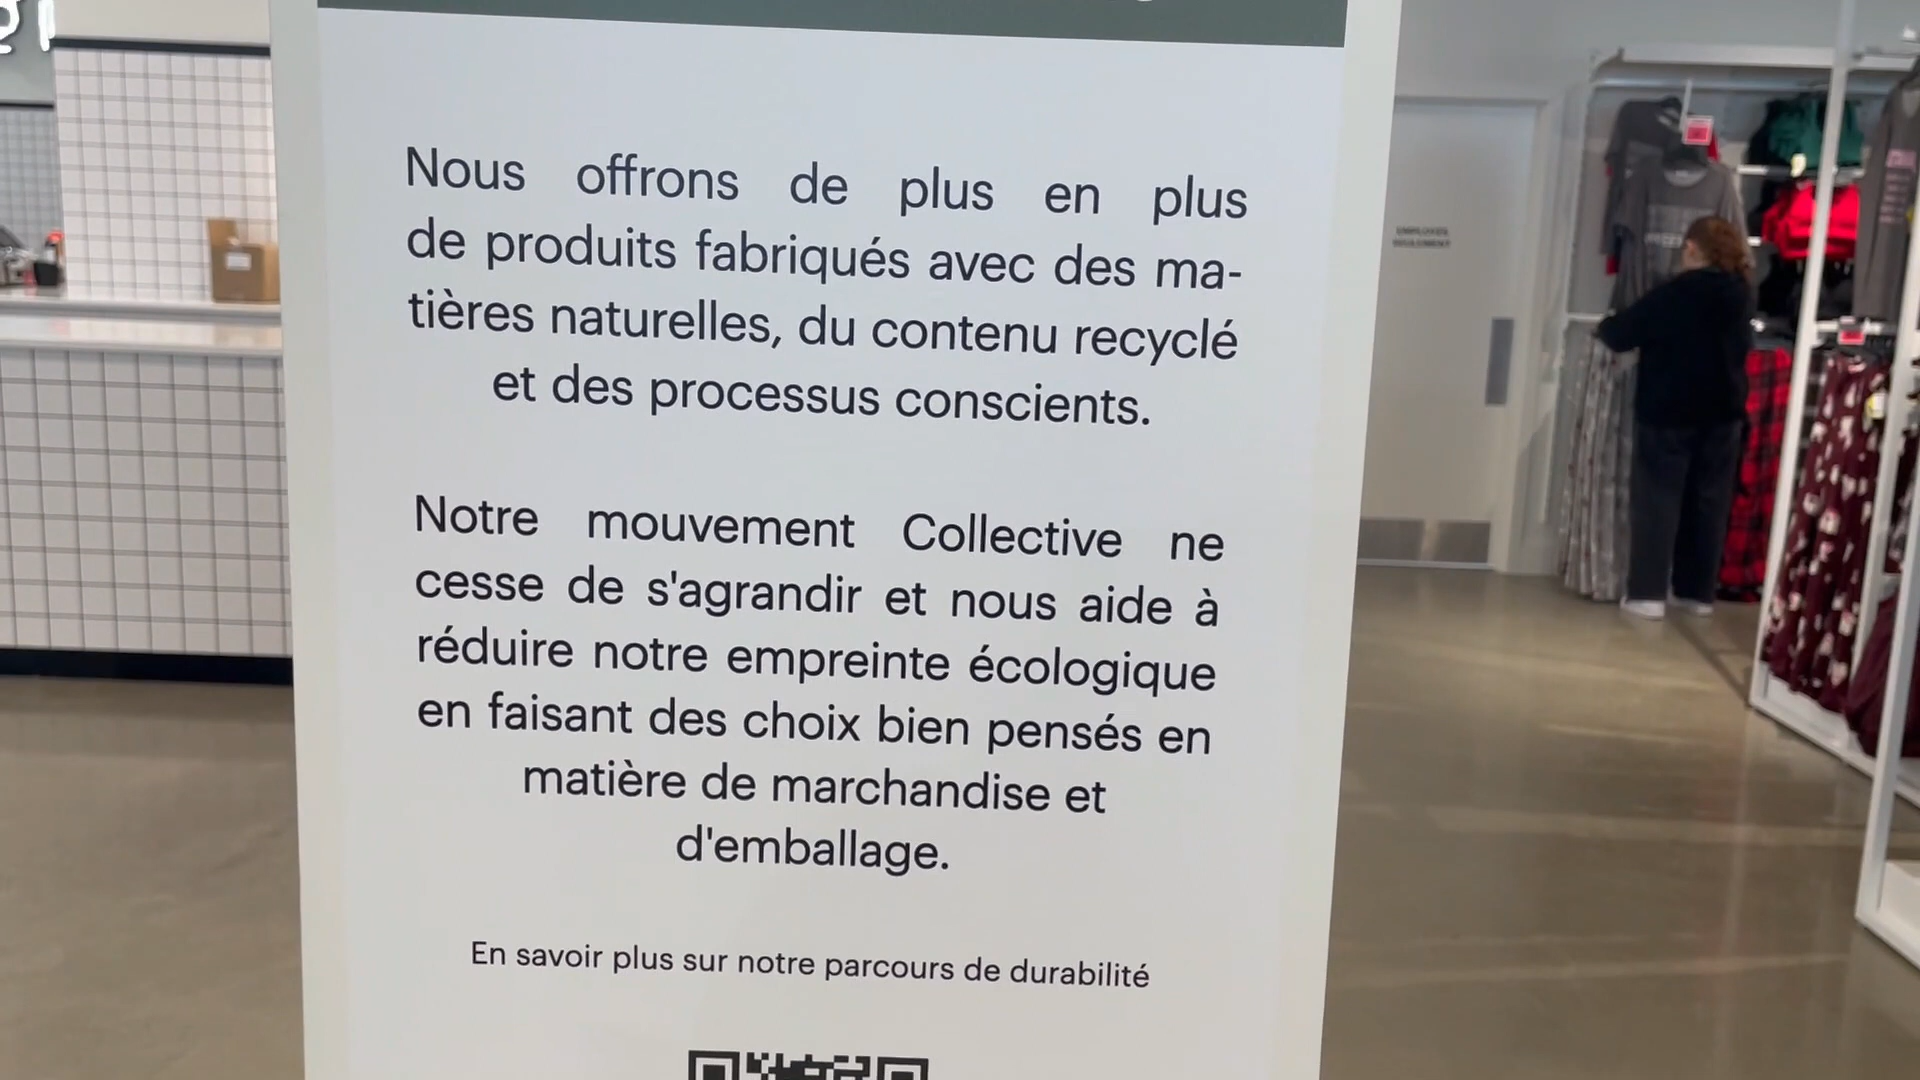 Nous offrons de plus en plus
de produits fabriqués avec des ma-
tières naturelles, du contenu recyclé
et des processus conscients.
Notre mouvement Collective ne
cesse de s'agrandir et nous aide à
réduire notre empreinte écologique
en faisant des choix bien pensés en
matière de marchandise et
d'emballage.
En savoir plus sur notre parcours de durabilité